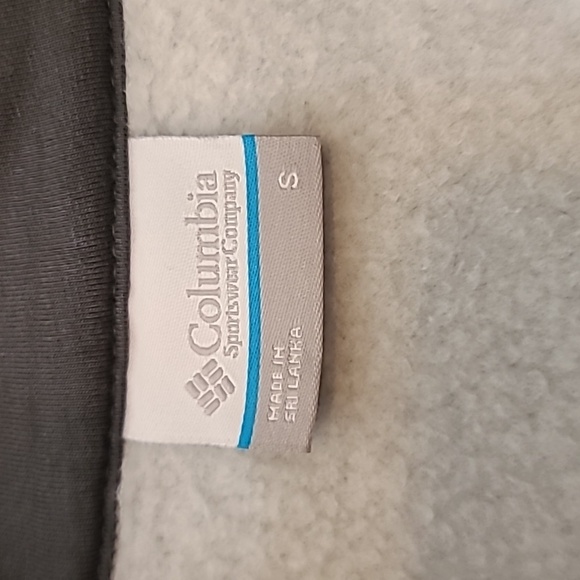 Columbia
Sportswear Company
MADE IN
SRI LANKA
S